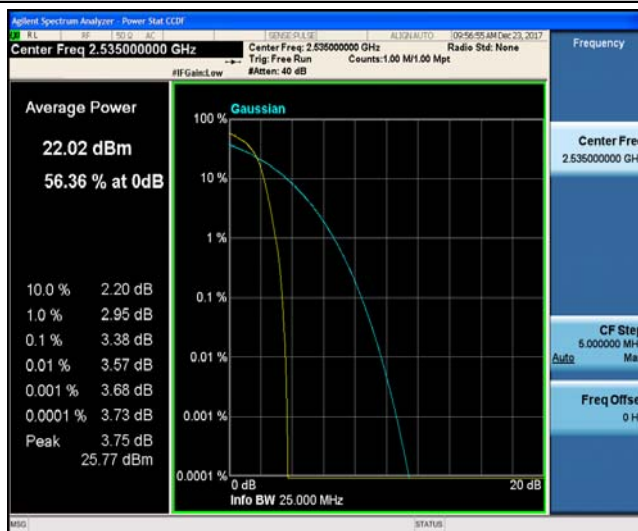 Agilent Spectrum Analyzer - Power Stat CCDF
RL RF 50 Ω AC SENSE:PULSE ALIGNAUTO 09:56:55 AM Dec 23, 2017
Center Freq 2.535000000 GHz
Center Freq: 2.535000000 GHz Radio Std: None
Trig: Free Run Counts:1.00 M/1.00 Mpt
#IFGain:Low #Atten: 40 dB
Frequency
Average Power
22.02 dBm
56.36 % at 0dB
10.0 % 2.20 dB
1.0 % 2.95 dB
0.1 % 3.38 dB
0.01 % 3.57 dB
0.001 % 3.68 dB
0.0001 % 3.73 dB
Peak 3.75 dB
25.77 dBm
Gaussian
100 %
10 %
1 %
0.1 %
0.01 %
0.001 %
0.0001 %
0 dB 20 dB
Info BW 25.000 MHz
Center Fre
2.535000000 GH
CF Ste
5.000000 MH
Auto Ma
Freq Offse
0 H
MSG STATUS